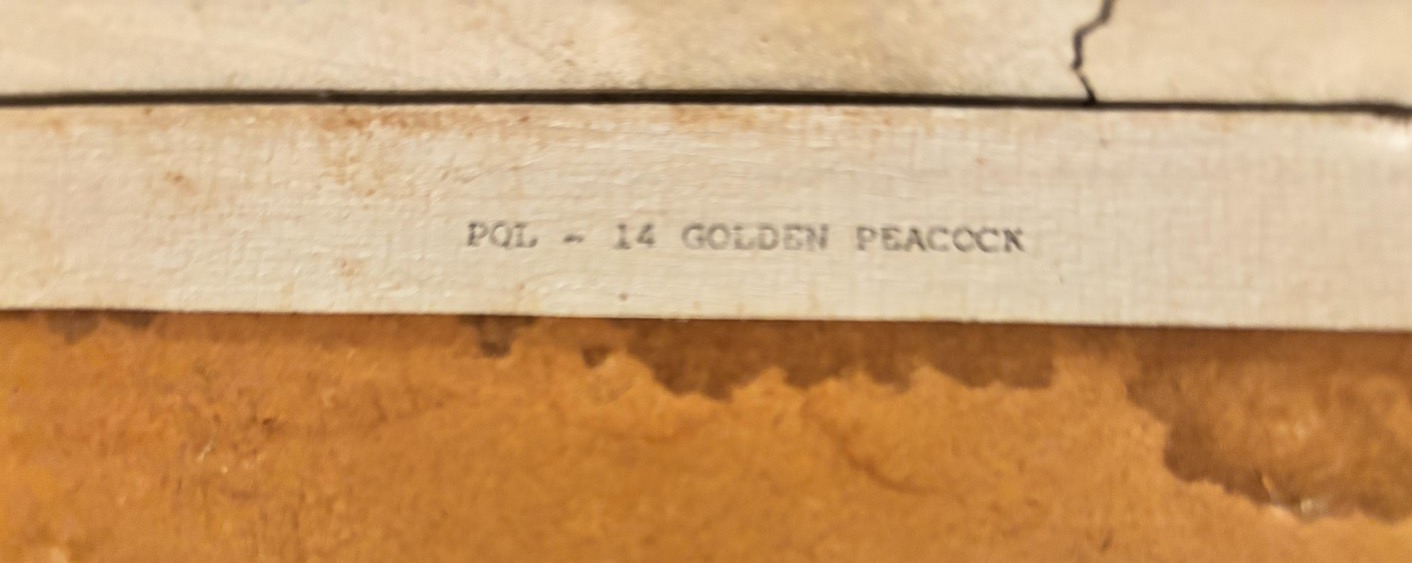 PQL - 14 GOLDEN PEACOCK